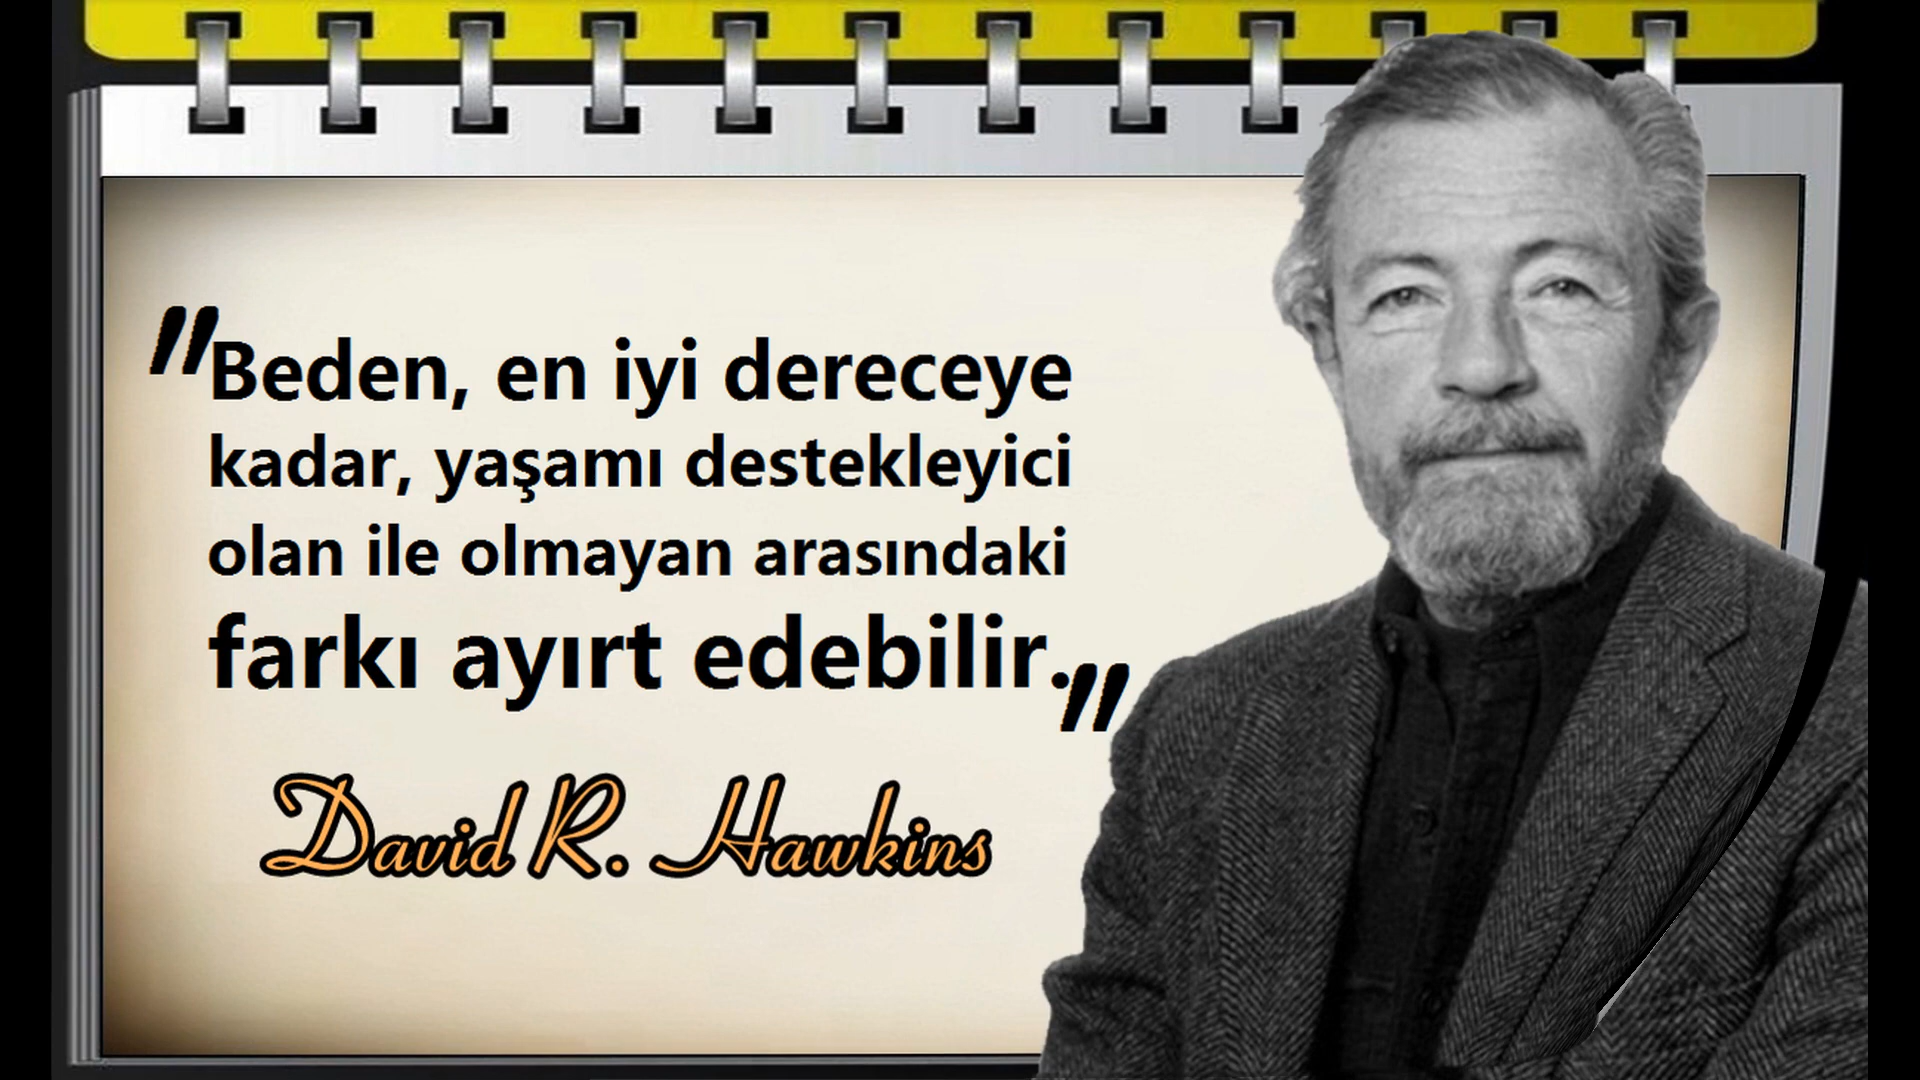 "Beden, en iyi dereceye
kadar, yaşamı destekleyici
olan ile olmayan arasındaki
farkı ayırt edebilir."
David R. Hawkins